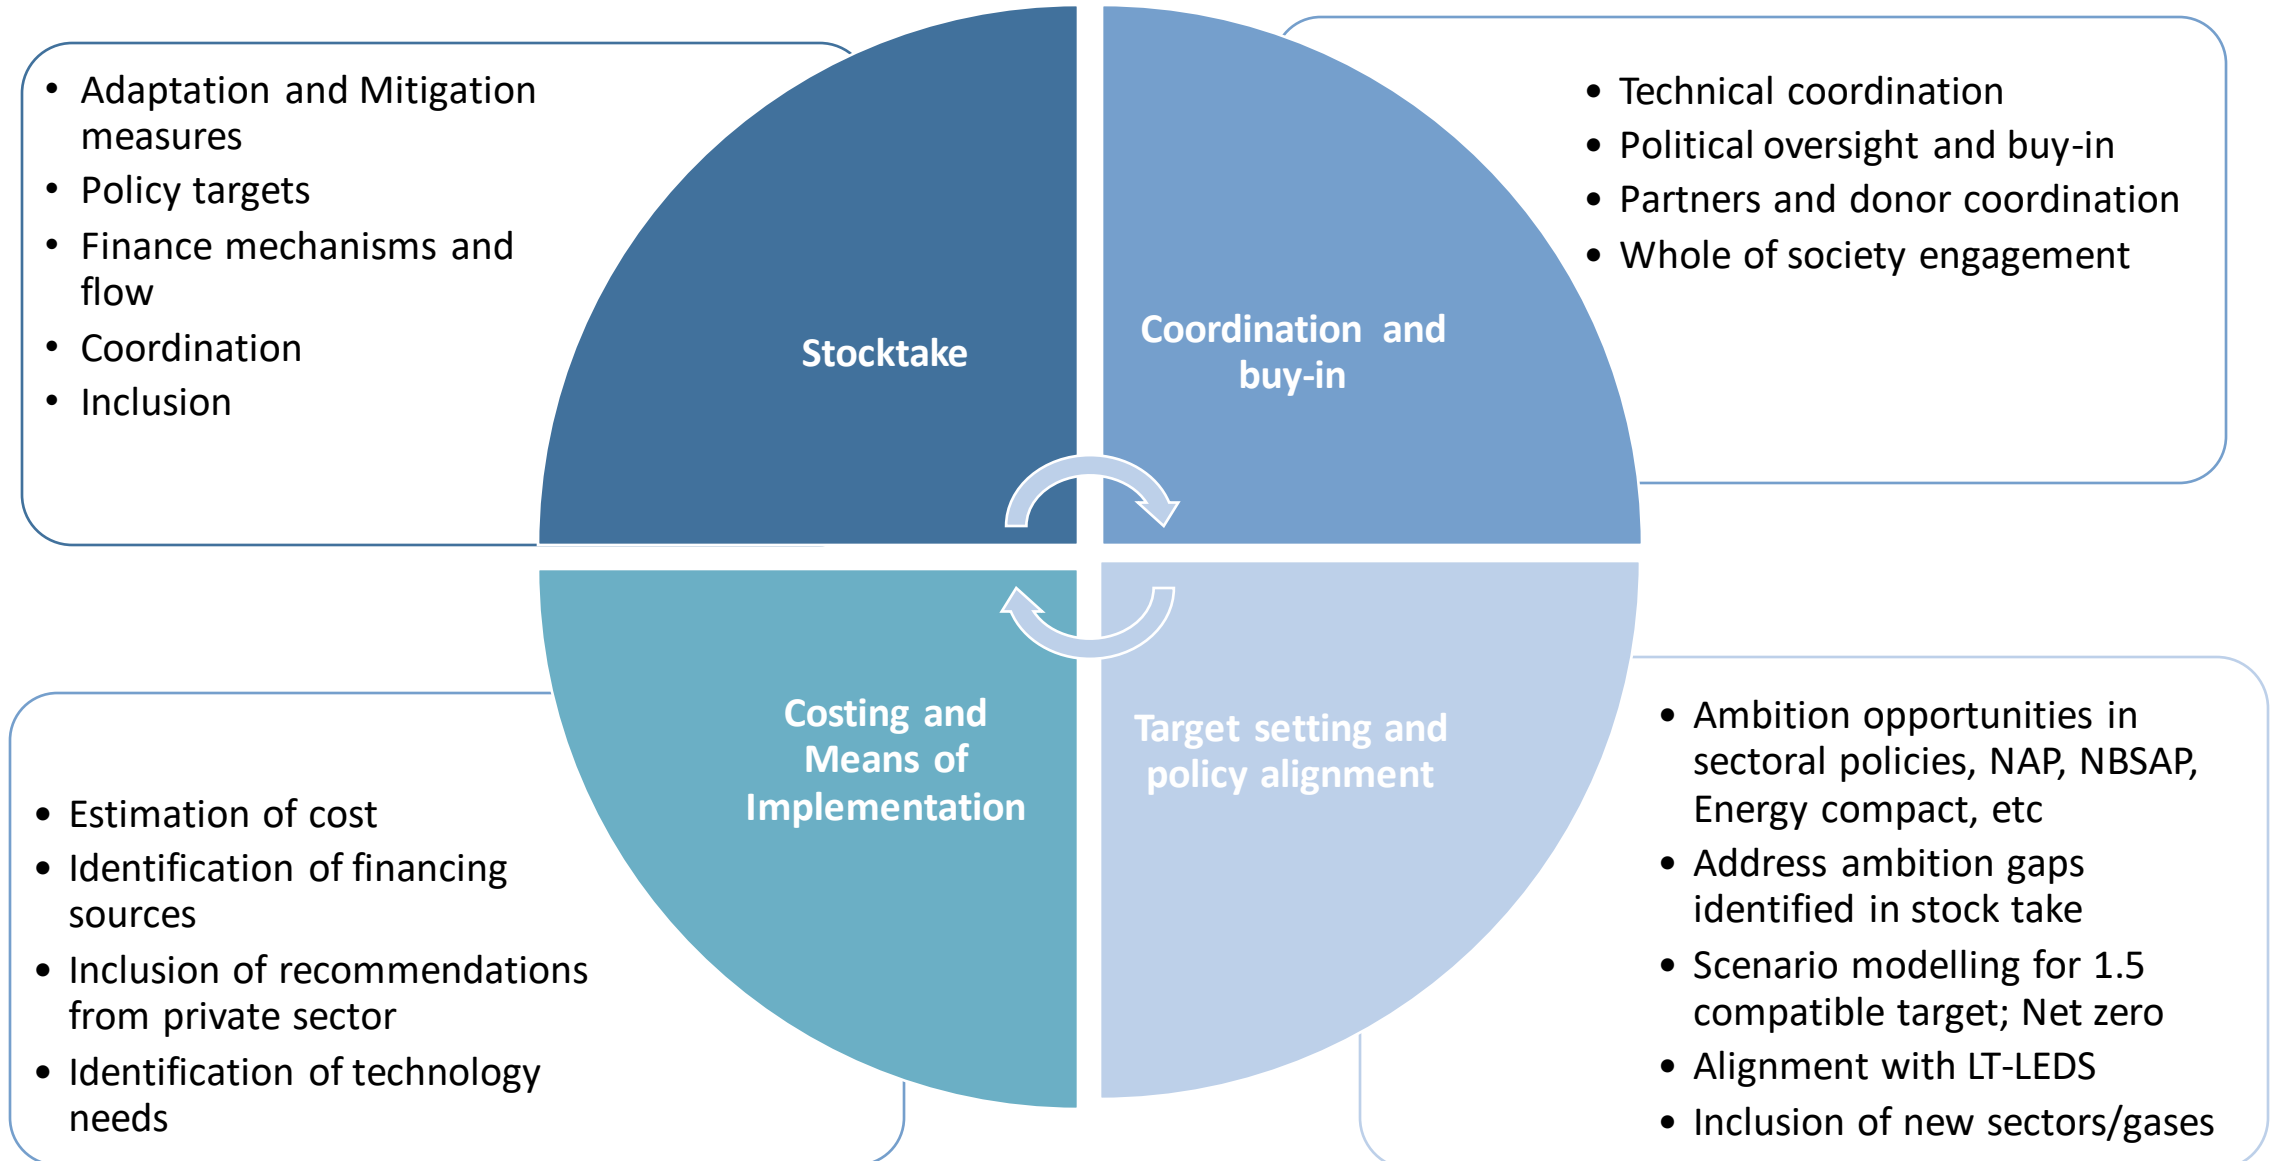 • Adaptation and Mitigation
measures
• Policy targets
• Finance mechanisms and
flow
• Coordination
• Inclusion
Stocktake
Coordination and
buy-in
• Technical coordination
• Political oversight and buy-in
• Partners and donor coordination
• Whole of society engagement
• Estimation of cost
• Identification of financing
sources
• Inclusion of recommendations
from private sector
• Identification of technology
needs
Costing and
Means of
Implementation
Target setting and
policy alignment
• Ambition opportunities in
sectoral policies, NAP, NBSAP,
Energy compact, etc
• Address ambition gaps
identified in stock take
• Scenario modelling for 1.5
compatible target; Net zero
• Alignment with LT-LEDS
• Inclusion of new sectors/gases